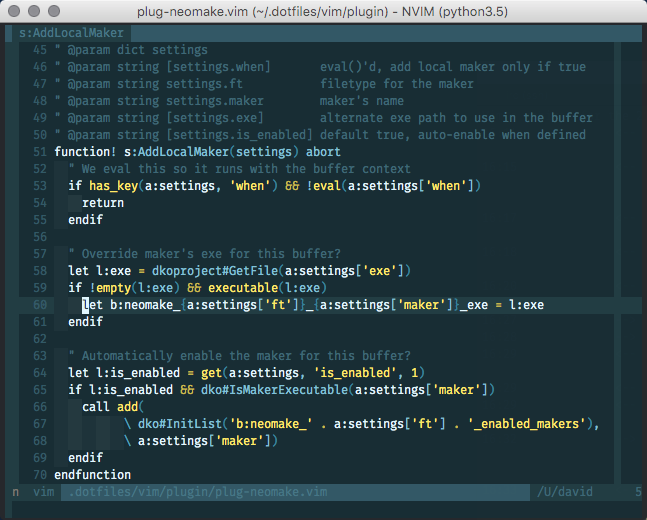 plug-neomake.vim (~/.dotfiles/vim/plugin) - NVIM (python3.5)
s:AddLocalMaker
45 " @param dict settings
46 " @param string [settings.when]       eval()'d, add local maker only if true
47 " @param string settings.ft           filetype for the maker
48 " @param string settings.maker        maker's name
49 " @param string [settings.exe]        alternate exe path to use in the buffer
50 " @param string [settings.is_enabled] default true, auto-enable when defined
51 function! s:AddLocalMaker(settings) abort
52   " We eval this so it runs with the buffer context
53   if has_key(a:settings, 'when') && !eval(a:settings['when'])
54     return
55   endif
56
57   " Override maker's exe for this buffer?
58   let l:exe = dkoproject#GetFile(a:settings['exe'])
59   if !empty(l:exe) && executable(l:exe)
60     let b:neomake_{a:settings['ft']}_{a:settings['maker']}_exe = l:exe
61   endif
62
63   " Automatically enable the maker for this buffer?
64   let l:is_enabled = get(a:settings, 'is_enabled', 1)
65   if l:is_enabled && dko#IsMakerExecutable(a:settings['maker'])
66     call add(
67           \ dko#InitList('b:neomake_' . a:settings['ft'] . '_enabled_makers'),
68           \ a:settings['maker'])
69   endif
70 endfunction
n  vim  .dotfiles/vim/plugin/plug-neomake.vim  /U/david  5